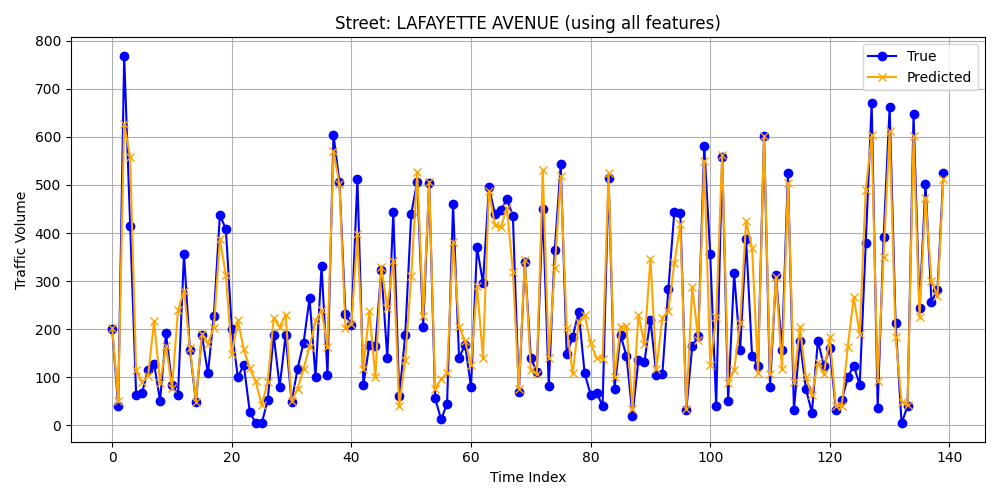 Street: LAFAYETTE AVENUE (using all features)
True
Predicted
Traffic Volume
800
700
600
500
400
300
200
100
0
0 20 40 60 80 100 120 140
Time Index